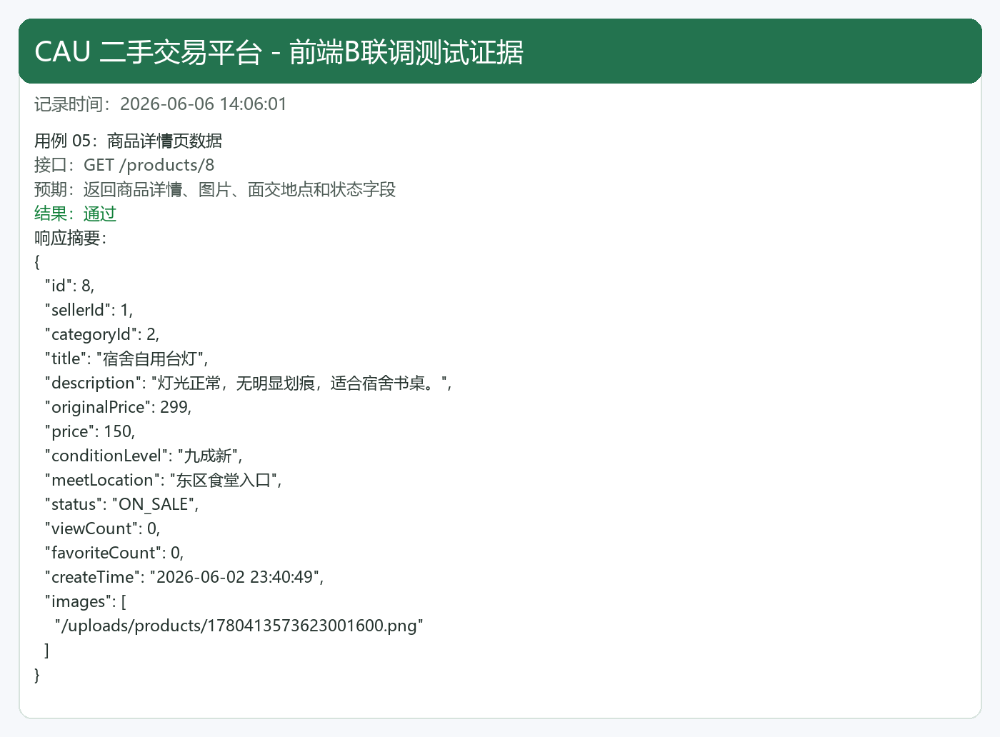 CAU 二手交易平台 - 前端B联调测试证据
记录时间：2026-06-06 14:06:01
用例 05：商品详情页数据
接口：GET /products/8
预期：返回商品详情、图片、面交地点和状态字段
结果：通过
响应摘要：
{
"id": 8,
"sellerId": 1,
"categoryId": 2,
"title": "宿舍自用台灯",
"description": "灯光正常，无明显划痕，适合宿舍书桌。",
"originalPrice": 299,
"price": 150,
"conditionLevel": "九成新",
"meetLocation": "东区食堂入口",
"status": "ON_SALE",
"viewCount": 0,
"favoriteCount": 0,
"createTime": "2026-06-02 23:40:49",
"images": [
"/uploads/products/1780413573623001600.png"
]
}